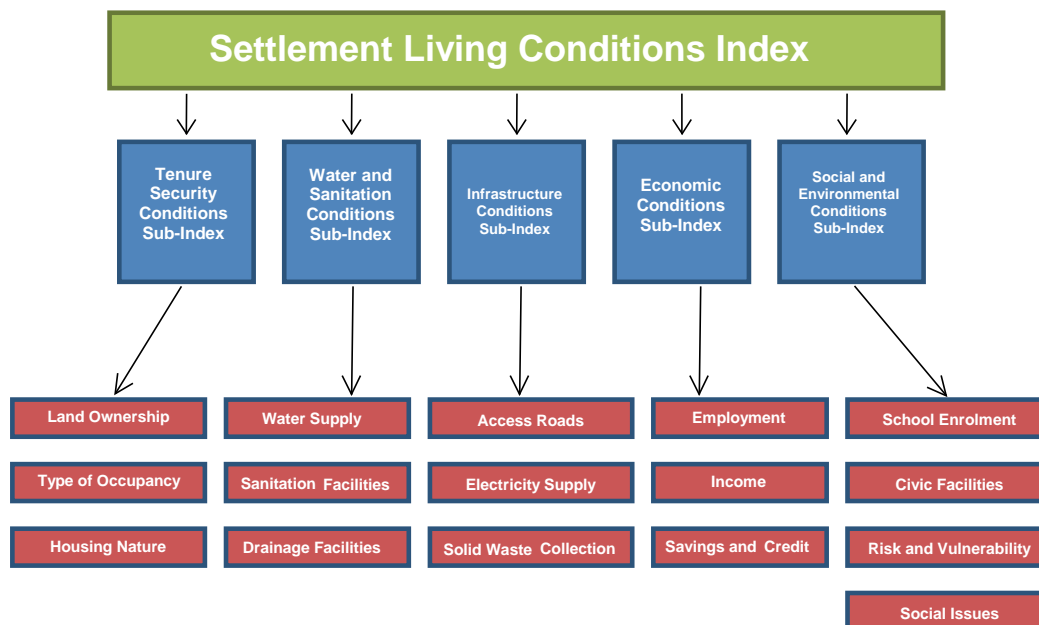 Settlement Living Conditions Index
Tenure
Security
Conditions
Sub-Index
Water and
Sanitation
Conditions
Sub-Index
Infrastructure
Conditions
Sub-Index
Economic
Conditions
Sub-Index
Social and
Environmental
Conditions
Sub-Index
Land Ownership
Type of Occupancy
Housing Nature
Water Supply
Sanitation Facilities
Drainage Facilities
Access Roads
Electricity Supply
Solid Waste Collection
Employment
Income
Savings and Credit
School Enrolment
Civic Facilities
Risk and Vulnerability
Social Issues